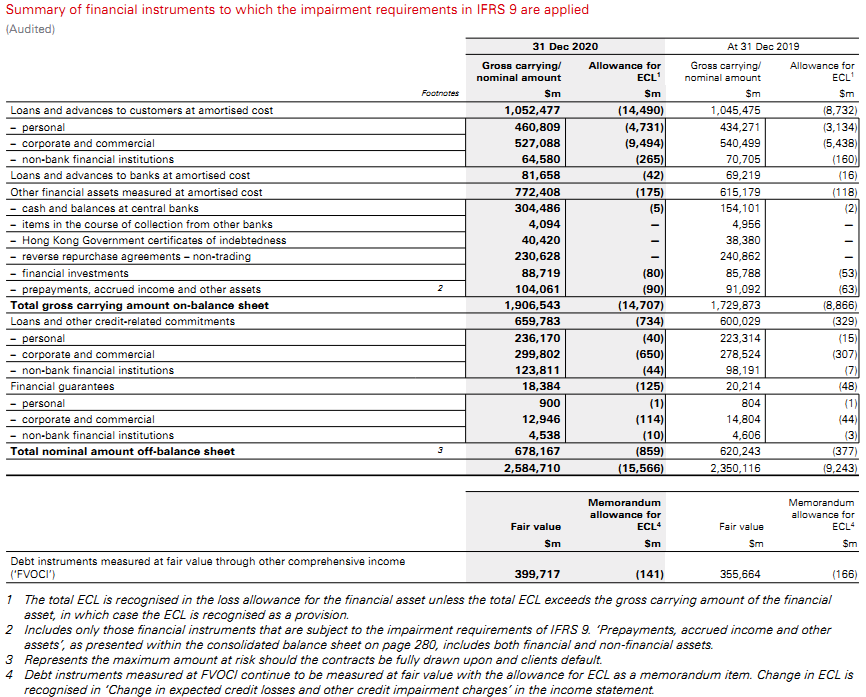 Summary of financial instruments to which the impairment requirements in IFRS 9 are applied
(Audited)
31 Dec 2020 At 31 Dec 2019
Gross carrying/ nominal amount Allowance for ECL1 Gross carrying/ nominal amount Allowance for ECL1
Footnotes $m $m $m $m
Loans and advances to customers at amortised cost 1,052,477 (14,490) 1,045,475 (8,732)
– personal 460,809 (4,731) 434,271 (3,134)
– corporate and commercial 527,088 (9,494) 540,499 (5,438)
– non-bank financial institutions 64,580 (265) 70,705 (160)
Loans and advances to banks at amortised cost 81,658 (42) 69,219 (16)
Other financial assets measured at amortised cost 772,408 (175) 615,179 (118)
– cash and balances at central banks 304,486 (5) 154,101 (2)
– items in the course of collection from other banks 4,094 – 4,956 –
– Hong Kong Government certificates of indebtedness 40,420 – 38,380 –
– reverse repurchase agreements – non-trading 230,628 – 240,862 –
– financial investments 88,719 (80) 85,788 (53)
– prepayments, accrued income and other assets 2 104,061 (90) 91,092 (63)
Total gross carrying amount on-balance sheet 1,906,543 (14,707) 1,729,873 (8,866)
Loans and other credit-related commitments 659,783 (734) 600,029 (329)
– personal 236,170 (40) 223,314 (15)
– corporate and commercial 299,802 (650) 278,524 (307)
– non-bank financial institutions 123,811 (44) 98,191 (7)
Financial guarantees 18,384 (125) 20,214 (48)
– personal 900 (1) 804 (1)
– corporate and commercial 12,946 (114) 14,804 (44)
– non-bank financial institutions 4,538 (10) 4,606 (3)
Total nominal amount off-balance sheet 3 678,167 (859) 620,243 (377)
2,584,710 (15,566) 2,350,116 (9,243)
Fair value Memorandum allowance for ECL4 Fair value Memorandum allowance for ECL4
$m $m $m $m
Debt instruments measured at fair value through other comprehensive income
('FVOCI') 399,717 (141) 355,664 (166)
1 The total ECL is recognised in the loss allowance for the financial asset unless the total ECL exceeds the gross carrying amount of the financial
asset, in which case the ECL is recognised as a provision.
2 Includes only those financial instruments that are subject to the impairment requirements of IFRS 9. 'Prepayments, accrued income and other
assets', as presented within the consolidated balance sheet on page 280, includes both financial and non-financial assets.
3 Represents the maximum amount at risk should the contracts be fully drawn upon and clients default.
4 Debt instruments measured at FVOCI continue to be measured at fair value with the allowance for ECL as a memorandum item. Change in ECL is
recognised in 'Change in expected credit losses and other credit impairment charges' in the income statement.